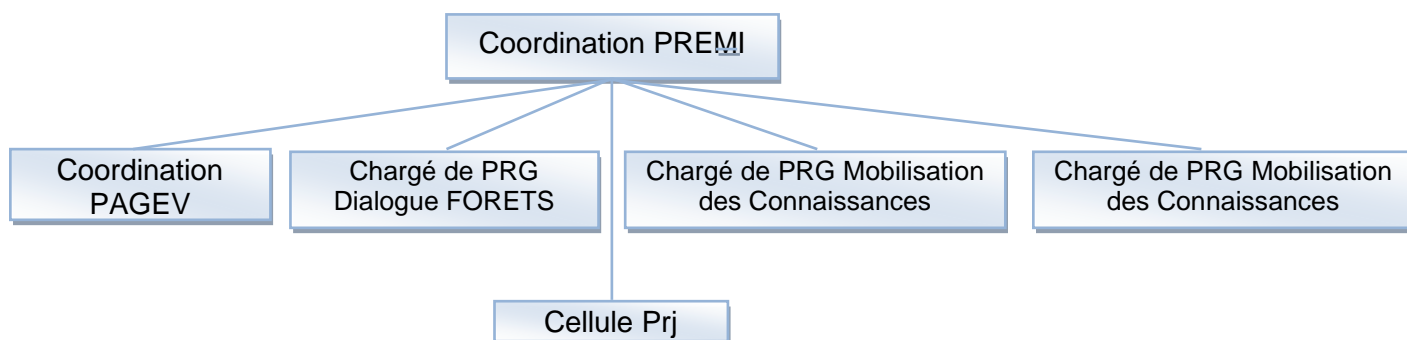 Coordination PREMI
Coordination
PAGEV
Chargé de PRG
Dialogue FORETS
Chargé de PRG Mobilisation
des Connaissances
Chargé de PRG Mobilisation
des Connaissances
Cellule Prj